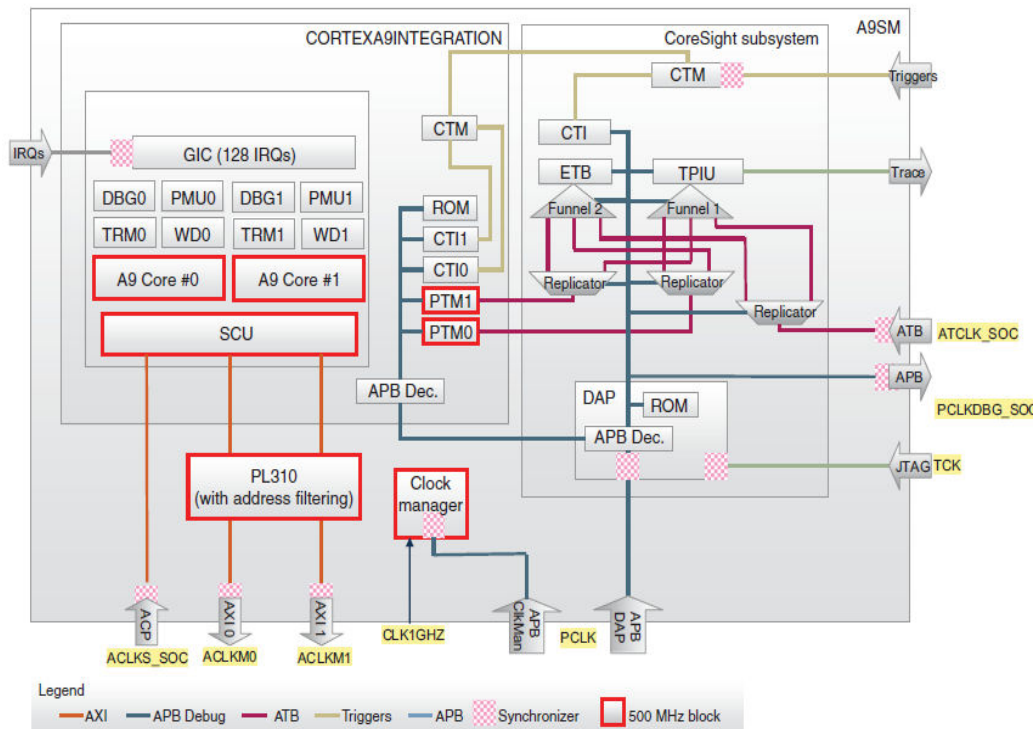 A9SM
CORTEXA9INTEGRATION
CoreSight subsystem
CTM
Triggers
CTM
CTI
IRQs
GIC (128 IRQs)
ETB
TPIU
Trace
DBG0
PMU0
DBG1
PMU1
ROM
Funnel 2
Funnel 1
TRM0
WD0
TRM1
WD1
CTI1
A9 Core #0
A9 Core #1
CTI0
Replicator
Replicator
PTM1
Replicator
SCU
PTM0
ATB
ATCLK_SOC
APB
APB Dec.
DAP
ROM
PCLKDBG_SOC
APB Dec.
PL310
(with address filtering)
Clock
manager
JTAG
TCK
ACP
AXI 0
AXI 1
CLK1GHZ
APB
ClkMan
PCLK
APB
DAP
ACLKS_SOC
ACLKM0
ACLKM1
Legend
AXI
APB Debug
ATB
Triggers
APB
Synchronizer
500 MHz block